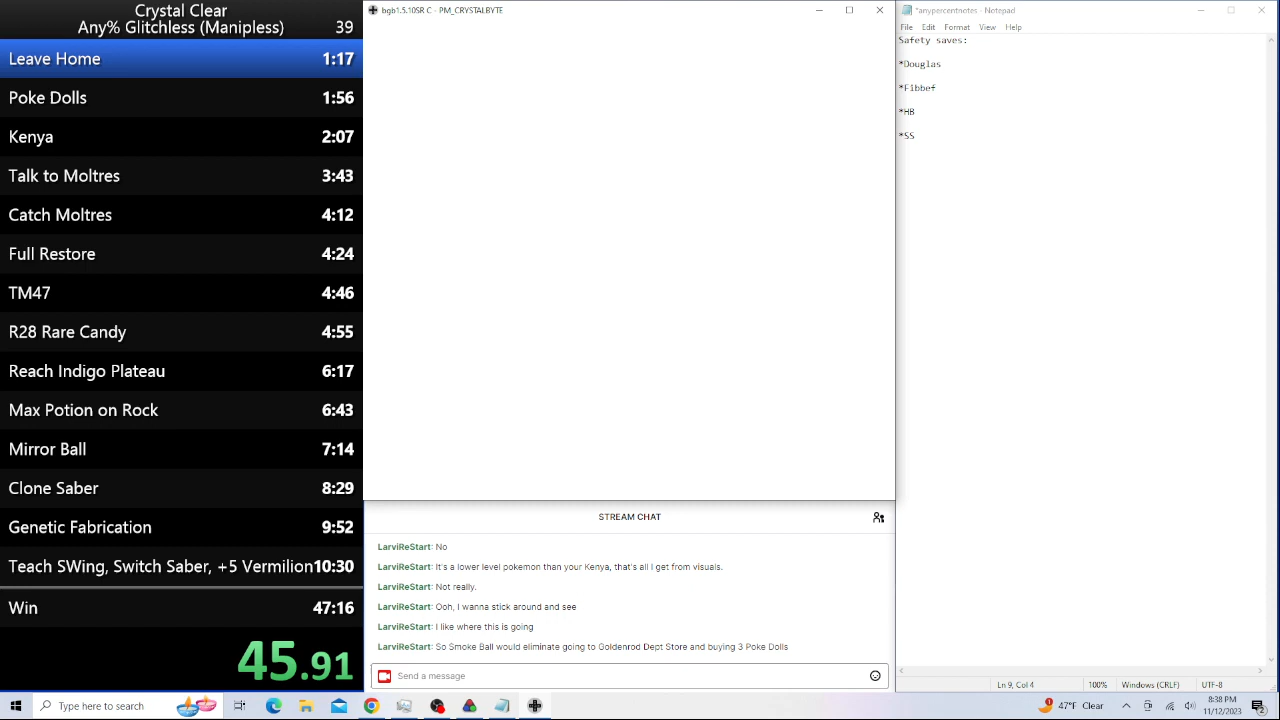 Crystal Clear
Any% Glitchless (Manipless) 39
Leave Home 1:17
Poke Dolls 1:56
Kenya 2:07
Talk to Moltres 3:43
Catch Moltres 4:12
Full Restore 4:24
TM47 4:46
R28 Rare Candy 4:55
Reach Indigo Plateau 6:17
Max Potion on Rock 6:43
Mirror Ball 7:14
Clone Saber 8:29
Genetic Fabrication 9:52
Teach SWing, Switch Saber, +5 Vermilion 10:30
Win 47:16
45.91
bgb1.5.10SR C - PM_CRYSTALBYTE
STREAM CHAT
LarviReStart: No
LarviReStart: It's a lower level pokemon than your Kenya, that's all I get from visuals.
LarviReStart: Not really.
LarviReStart: Ooh, I wanna stick around and see
LarviReStart: I like where this is going
LarviReStart: So Smoke Ball would eliminate going to Goldenrod Dept Store and buying 3 Poke Dolls
Send a message
*anypercentnotes - Notepad
File Edit Format View Help
Safety saves:
*Douglas
*Fibbef
*HB
*SS
Ln 9, Col 4 100% Windows (CRLF) UTF-8
Type here to search
47°F Clear
8:38 PM
11/12/2023
2